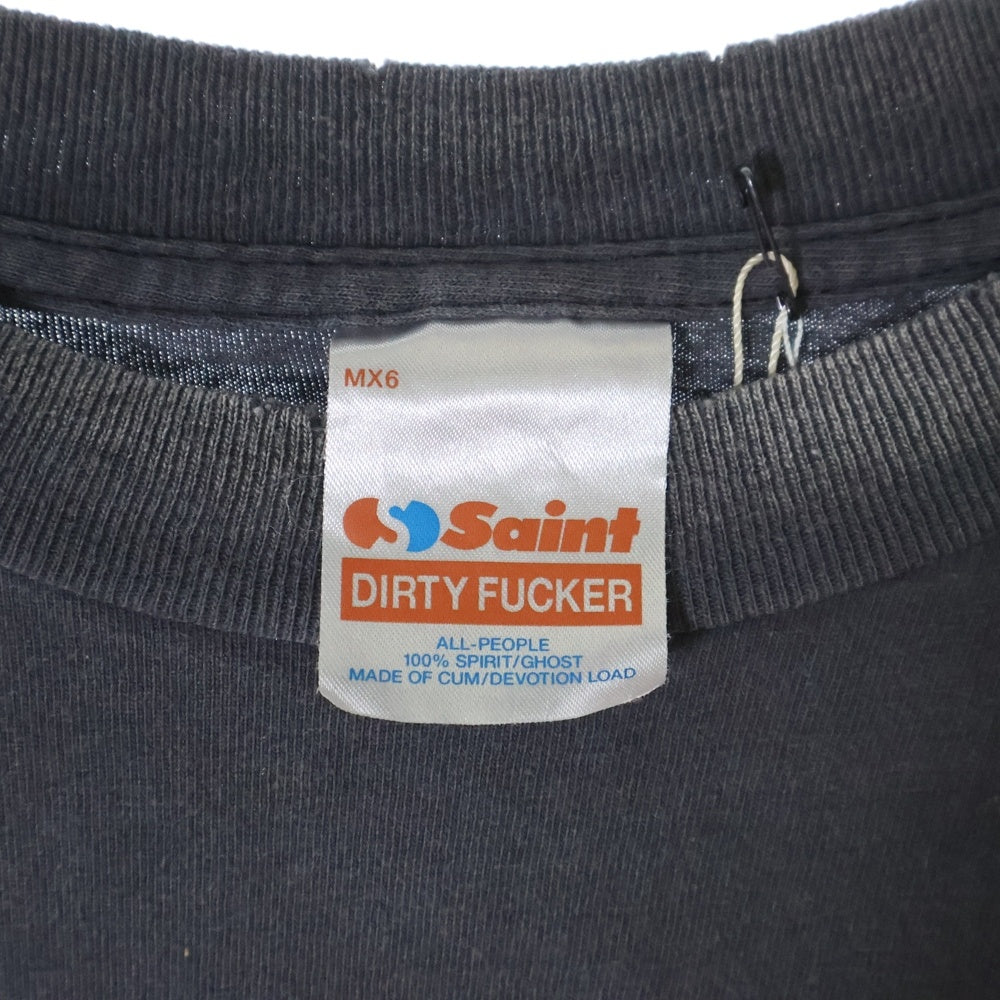 MX6
Saint
DIRTY FUCKER
ALL-PEOPLE
100% SPIRIT/GHOST
MADE OF CUM/DEVOTION LOAD